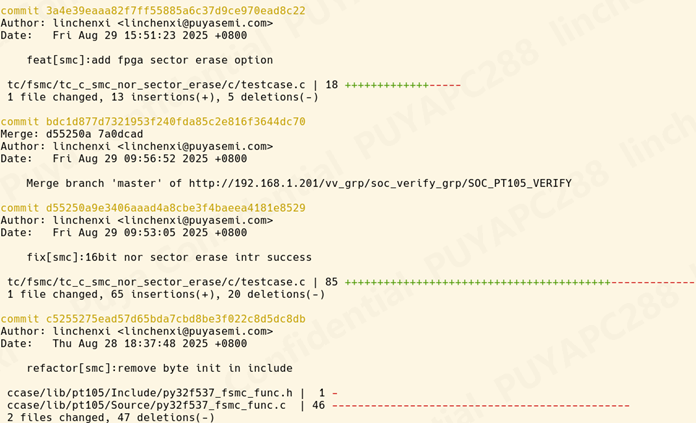 commit 3a4e39eaaa82f7ff55885a6c37d9ce970ead8c22
Author: linchenxi <linchenxi@puyasemi.com>
Date:   Fri Aug 29 15:51:23 2025 +0800
feat[smc]:add fpga sector erase option
tc/fsmc/tc_c_smc_nor_sector_erase/c/testcase.c | 18 +++++++++++++-----
1 file changed, 13 insertions(+), 5 deletions(-)
commit bdc1d877d7321953f240fda85c2e816f3644dc70
Merge: d55250a 7a0dcad
Author: linchenxi <linchenxi@puyasemi.com>
Date:   Fri Aug 29 09:56:52 2025 +0800
Merge branch 'master' of http://192.168.1.201/vv_grp/soc_verify_grp/SOC_PT105_VERIFY
commit d55250a9e3406aaad4a8cbe3f4baeea4181e8529
Author: linchenxi <linchenxi@puyasemi.com>
Date:   Fri Aug 29 09:53:05 2025 +0800
fix[smc]:16bit nor sector erase intr success
tc/fsmc/tc_c_smc_nor_sector_erase/c/testcase.c | 85 +++++++++++++++++++++++++++++++++++++++++-------------
1 file changed, 65 insertions(+), 20 deletions(-)
commit c5255275ead57d65bda7cbd8be3f022c8d5dc8db
Author: linchenxi <linchenxi@puyasemi.com>
Date:   Thu Aug 28 18:37:48 2025 +0800
refactor[smc]:remove byte init in include
ccase/lib/pt105/Include/py32f537_fsmc_func.h |  1 -
ccase/lib/pt105/Source/py32f537_fsmc_func.c  | 46 ----------------------------------------------
2 files changed, 47 deletions(-)